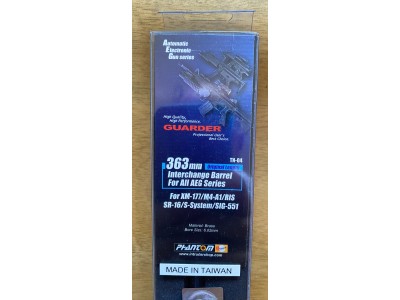 Automatic
Electronic
Gun series
High Quality,
High Performance.
GUARDER
Professional User's
Best Choice.
TN-04
363mm
Interchange Barrel
For All AEG Series
For XM-177/M4-A1/RIS
SR-16/S-System/SIG-551
Material: Brass
Bore Size: 6.02mm
PHANTOM
MADE IN TAIWAN